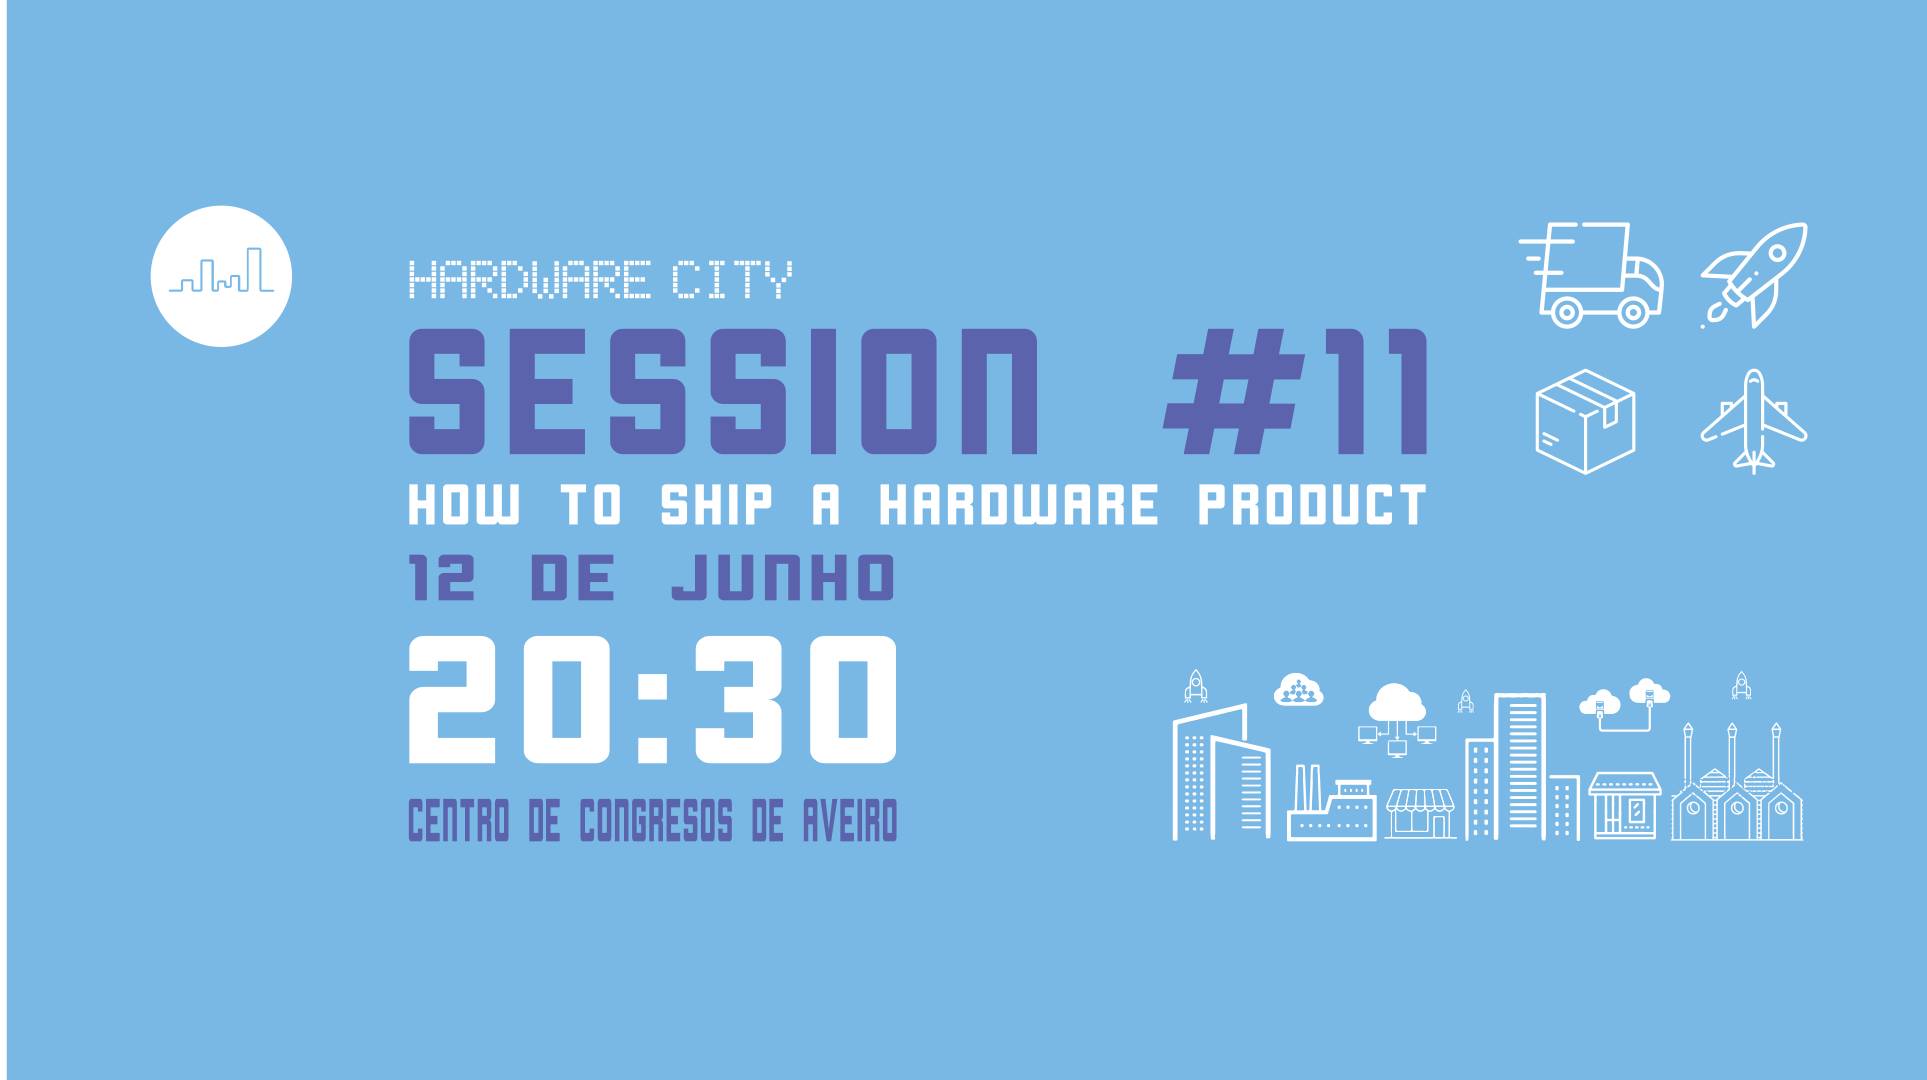 HARDWARE CITY
SESSION #11
HOW TO SHIP A HARDWARE PRODUCT
12 DE JUNHO
20:30
CENTRO DE CONGRESOS DE AVEIRO